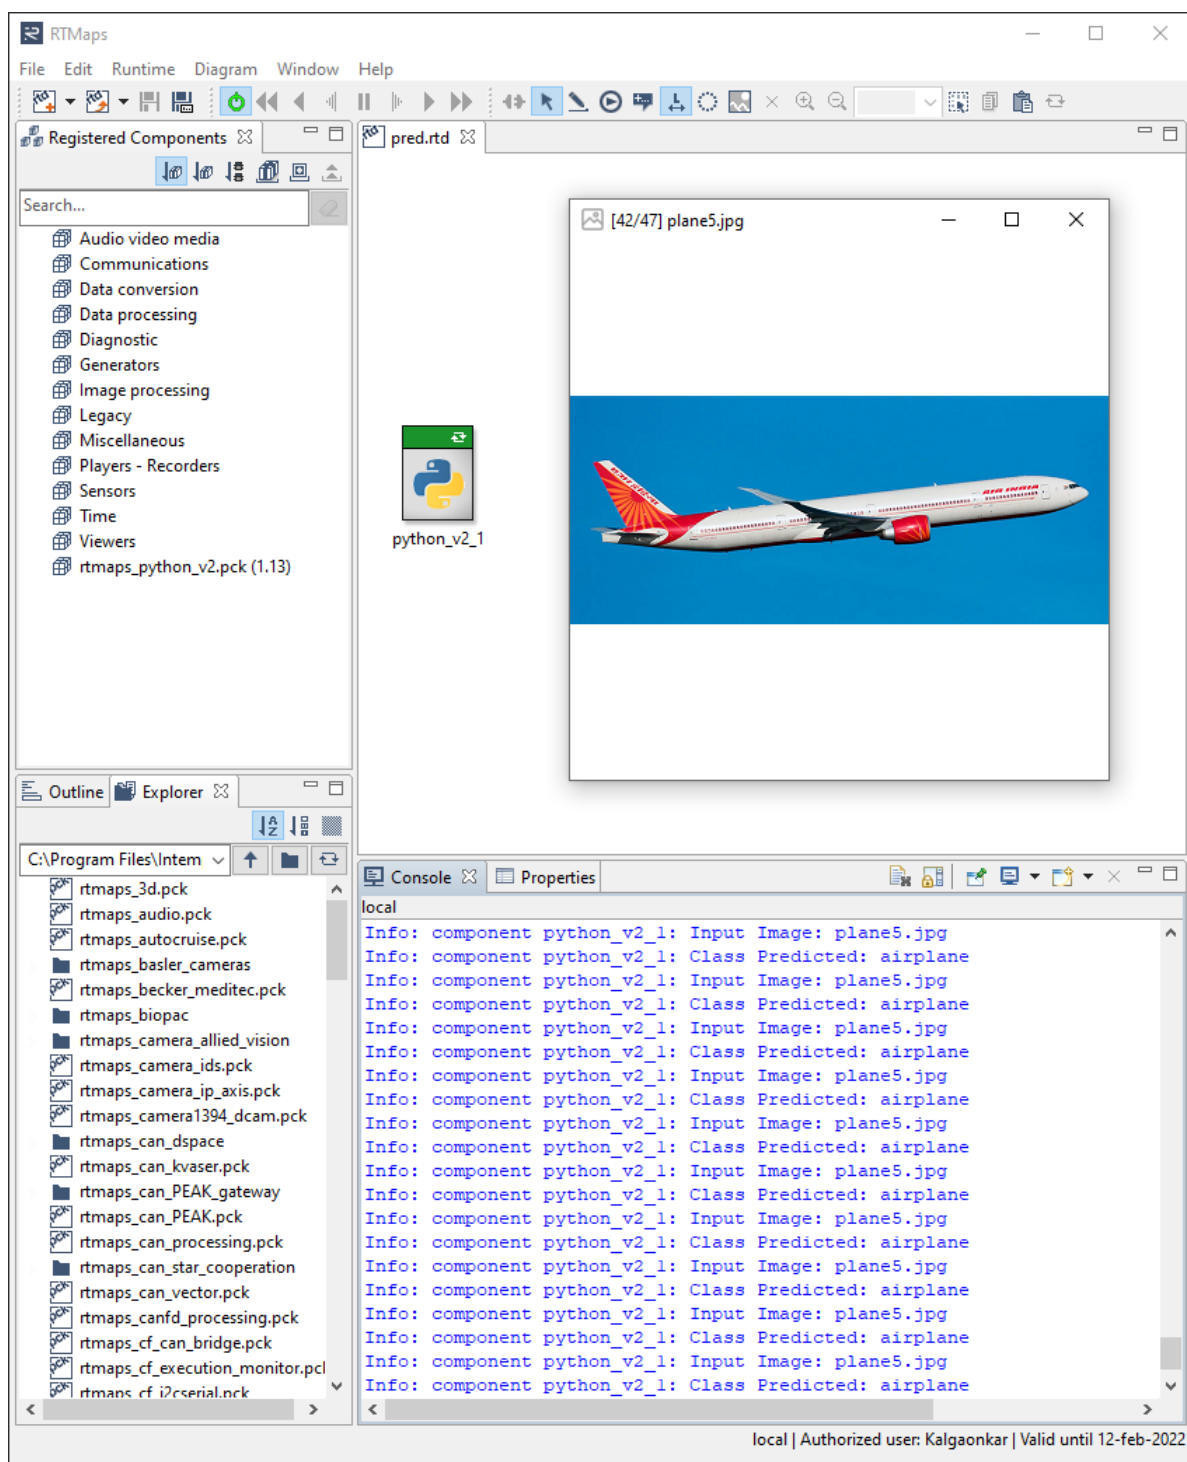 RTMaps
File Edit Runtime Diagram Window Help
Registered Components
Search...
Audio video media
Communications
Data conversion
Data processing
Diagnostic
Generators
Image processing
Legacy
Miscellaneous
Players - Recorders
Sensors
Time
Viewers
rtmaps_python_v2.pck (1.13)
pred.rtd
python_v2_1
[42/47] plane5.jpg
AIR INDIA
Outline Explorer
C:\Program Files\Intem
rtmaps_3d.pck
rtmaps_audio.pck
rtmaps_autocruise.pck
rtmaps_basler_cameras
rtmaps_becker_meditec.pck
rtmaps_biopac
rtmaps_camera_allied_vision
rtmaps_camera_ids.pck
rtmaps_camera_ip_axis.pck
rtmaps_camera1394_dcam.pck
rtmaps_can_dspace
rtmaps_can_kvaser.pck
rtmaps_can_PEAK_gateway
rtmaps_can_PEAK.pck
rtmaps_can_processing.pck
rtmaps_can_star_cooperation
rtmaps_can_vector.pck
rtmaps_canfd_processing.pck
rtmaps_cf_can_bridge.pck
rtmaps_cf_execution_monitor.pcl
rtmaps_cf_i2cserial.pck
Console Properties
local
Info: component python_v2_1: Input Image: plane5.jpg
Info: component python_v2_1: Class Predicted: airplane
Info: component python_v2_1: Input Image: plane5.jpg
Info: component python_v2_1: Class Predicted: airplane
Info: component python_v2_1: Input Image: plane5.jpg
Info: component python_v2_1: Class Predicted: airplane
Info: component python_v2_1: Input Image: plane5.jpg
Info: component python_v2_1: Class Predicted: airplane
Info: component python_v2_1: Input Image: plane5.jpg
Info: component python_v2_1: Class Predicted: airplane
Info: component python_v2_1: Input Image: plane5.jpg
Info: component python_v2_1: Class Predicted: airplane
Info: component python_v2_1: Input Image: plane5.jpg
Info: component python_v2_1: Class Predicted: airplane
Info: component python_v2_1: Input Image: plane5.jpg
Info: component python_v2_1: Class Predicted: airplane
Info: component python_v2_1: Input Image: plane5.jpg
Info: component python_v2_1: Class Predicted: airplane
Info: component python_v2_1: Input Image: plane5.jpg
Info: component python_v2_1: Class Predicted: airplane
local | Authorized user: Kalgaonkar | Valid until 12-feb-2022